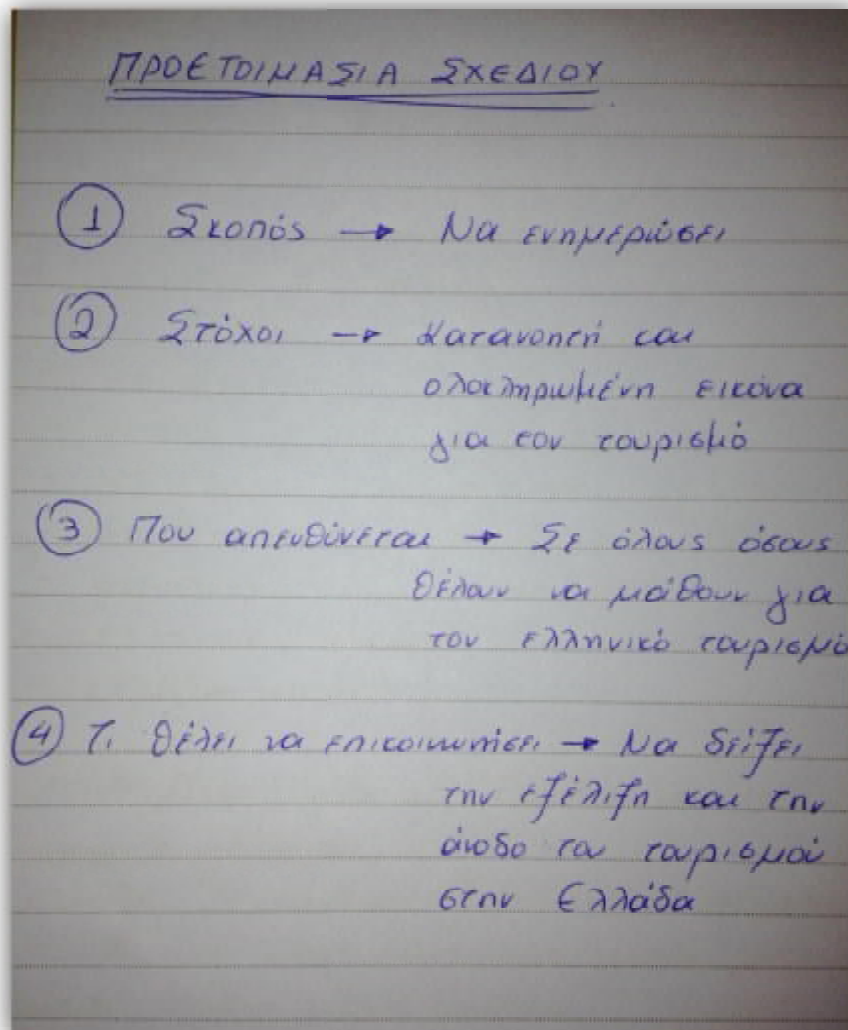 ΠΡΟΕΤΟΙΜΑΣΙΑ ΣΧΕΔΙΟΥ
① Σκοπός → Να ενημερώσει
② Στόχοι → Κατανοητή και
ολοκληρωμένη εικόνα
για τον τουρισμό
③ Που απευθύνεται → Σε όλους όσους
θέλουν να μάθουν για
τον ελληνικό τουρισμό
④ Τι θέλει να επικοινωνήσει → Να δείξει
την εξέλιξη και την
άνοδο του τουρισμού
στην Ελλάδα